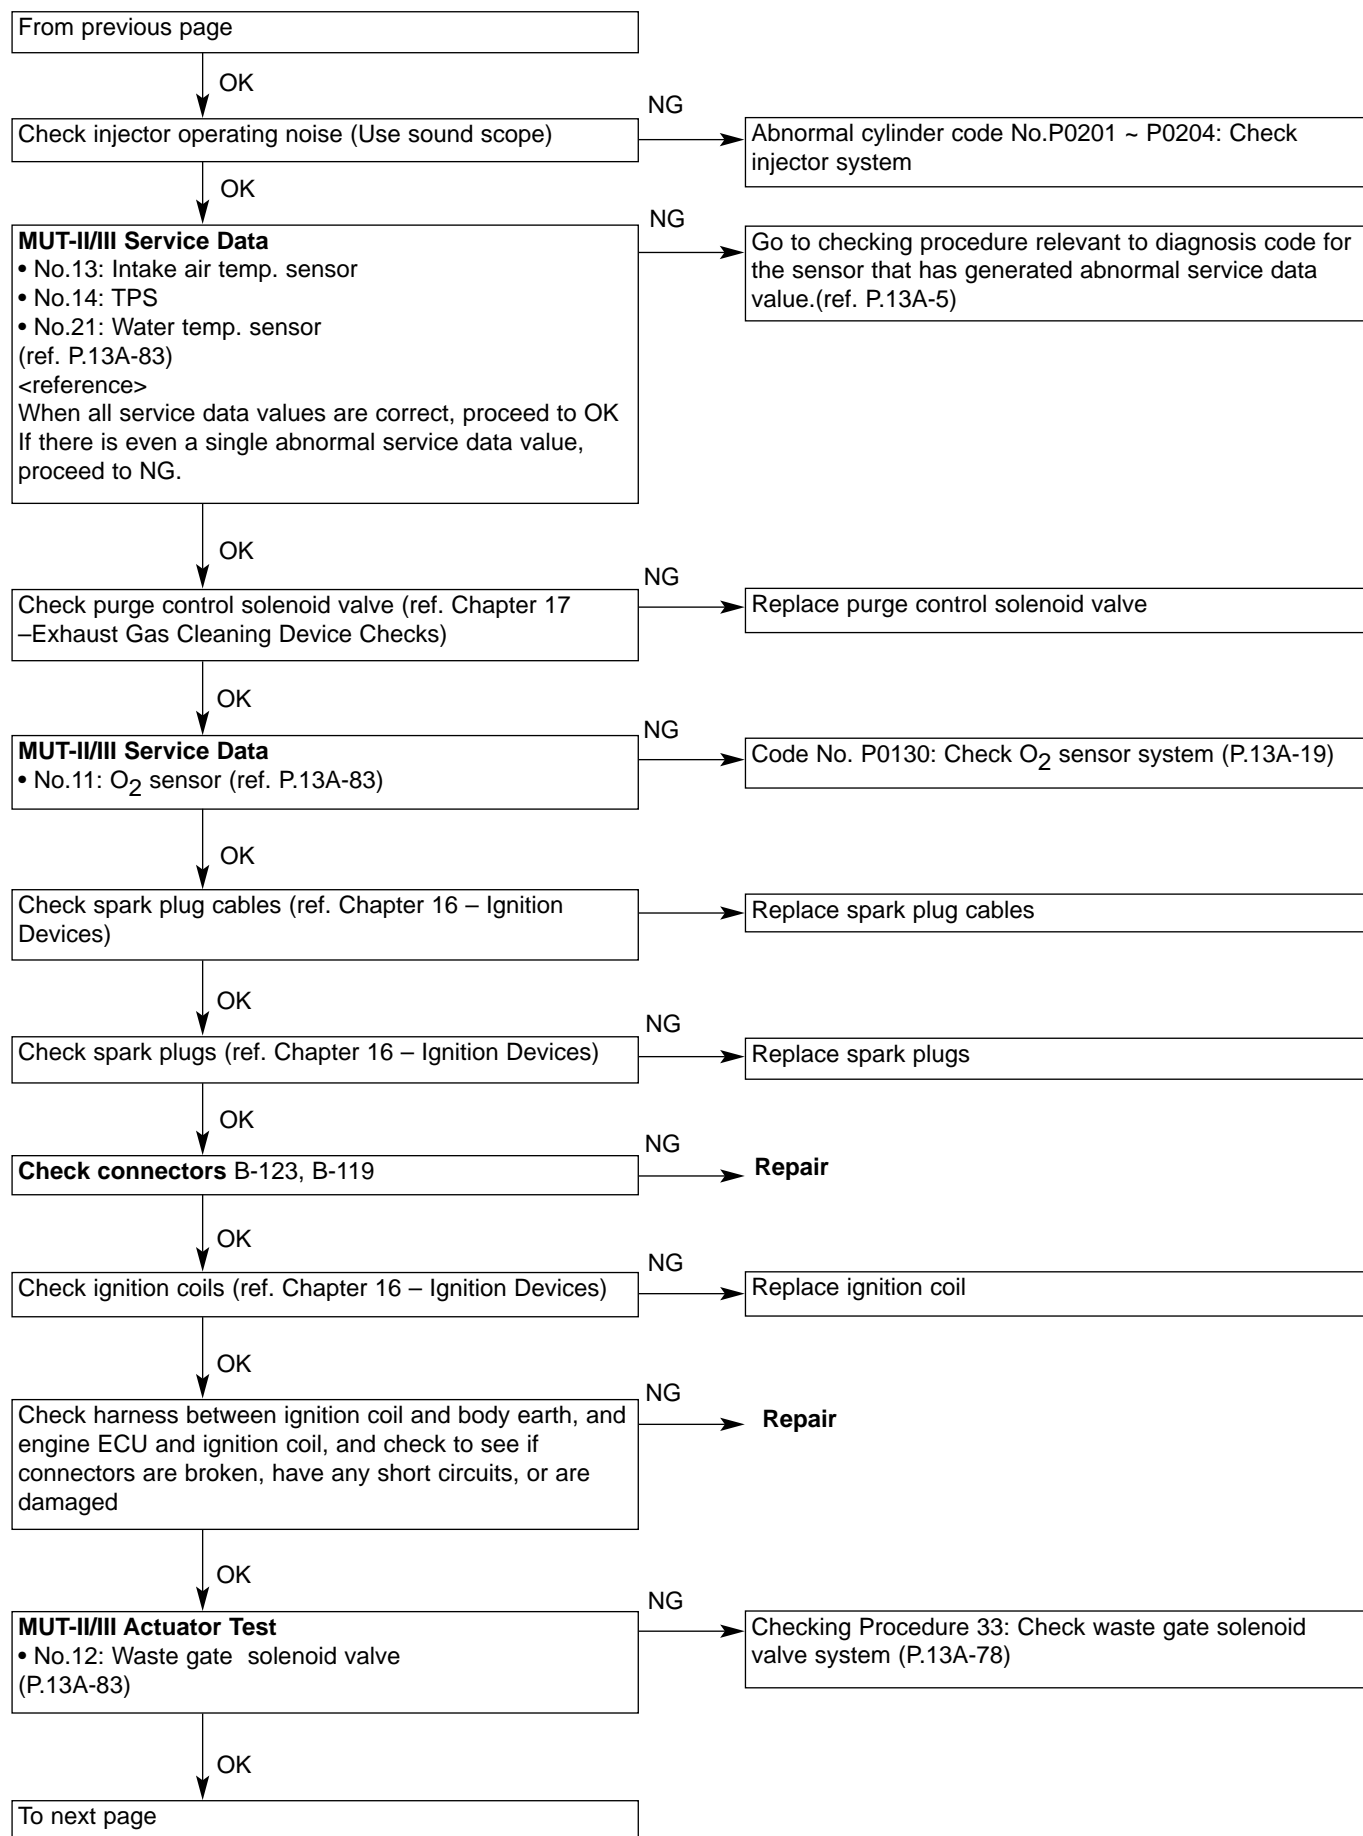 From previous page
OK
Check injector operating noise (Use sound scope)
NG
Abnormal cylinder code No.P0201 ~ P0204: Check
injector system
OK
MUT-II/III Service Data
• No.13: Intake air temp. sensor
• No.14: TPS
• No.21: Water temp. sensor
(ref. P.13A-83)
<reference>
When all service data values are correct, proceed to OK
If there is even a single abnormal service data value,
proceed to NG.
NG
Go to checking procedure relevant to diagnosis code for
the sensor that has generated abnormal service data
value.(ref. P.13A-5)
OK
Check purge control solenoid valve (ref. Chapter 17
–Exhaust Gas Cleaning Device Checks)
NG
Replace purge control solenoid valve
OK
MUT-II/III Service Data
• No.11: O2 sensor (ref. P.13A-83)
NG
Code No. P0130: Check O2 sensor system (P.13A-19)
OK
Check spark plug cables (ref. Chapter 16 – Ignition
Devices)
Replace spark plug cables
OK
Check spark plugs (ref. Chapter 16 – Ignition Devices)
NG
Replace spark plugs
OK
Check connectors B-123, B-119
NG
Repair
OK
Check ignition coils (ref. Chapter 16 – Ignition Devices)
NG
Replace ignition coil
OK
Check harness between ignition coil and body earth, and
engine ECU and ignition coil, and check to see if
connectors are broken, have any short circuits, or are
damaged
NG
Repair
OK
MUT-II/III Actuator Test
• No.12: Waste gate  solenoid valve
(P.13A-83)
NG
Checking Procedure 33: Check waste gate solenoid
valve system (P.13A-78)
OK
To next page